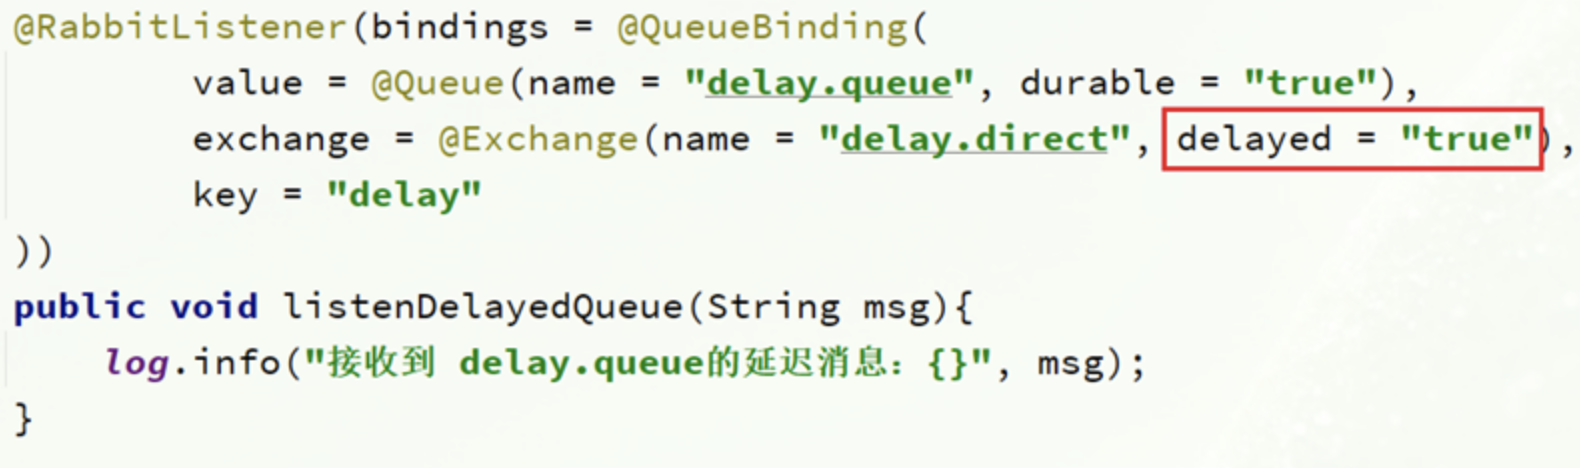 @RabbitListener(bindings = @QueueBinding(
        value = @Queue(name = "delay.queue", durable = "true"),
        exchange = @Exchange(name = "delay.direct", delayed = "true"),
        key = "delay"
))
public void listenDelayedQueue(String msg){
    log.info("接收到 delay.queue的延迟消息：{}", msg);
}